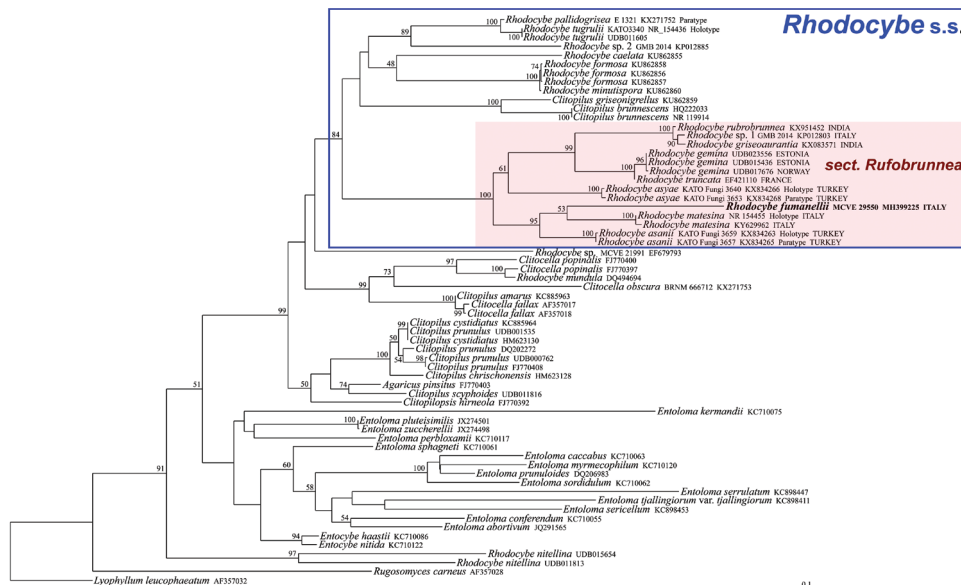 Rhodocybe s.s.
Rhodocybe pallidogrisea E 1321 KX271752 Paratype
100
Rhodocybe tugrulii KATO3340 NR_154436 Holotype
100 Rhodocybe tugrulii UDB011605
89
Rhodocybe sp. 2 GMB 2014 KP012885
Rhodocybe caelata KU862855
48
74 Rhodocybe formosa KU862858
Rhodocybe formosa KU862856
100 Rhodocybe formosa KU862857
Rhodocybe minutispora KU862860
Clitopilus griseonigrellus KU862859
100
Clitopilus brunnescens HQ222033
100 Clitopilus brunnescens NR 119914
84
100 Rhodocybe rubrobrunnea KX951452 INDIA
Rhodocybe sp. 1 GMB 2014 KP012803 ITALY
90 Rhodocybe griseoaurantia KX083571 INDIA
99
Rhodocybe gemina UDB023556 ESTONIA
96 Rhodocybe gemina UDB015436 ESTONIA
sect. Rufobrunnea
61
Rhodocybe gemina UDB017676 NORWAY
100 Rhodocybe truncata EF421110 FRANCE
100 Rhodocybe asyae KATO Fungi 3640 KX834266 Holotype TURKEY
Rhodocybe asyae KATO Fungi 3653 KX834268 Paratype TURKEY
100
53 Rhodocybe fumanellii MCVE 29550 MH399225 ITALY
100 Rhodocybe matesina NR 154455 Holotype ITALY
Rhodocybe matesina KY629962 ITALY
95
100 Rhodocybe asanii KATO Fungi 3659 KX834263 Holotype TURKEY
Rhodocybe asanii KATO Fungi 3657 KX834265 Paratype TURKEY
Rhodocybe sp. MCVE 21991 EF679793
Clitocella popinalis FJ770400
97
Clitocella popinalis FJ770397
100 Rhodocybe mundula DQ494694
73
Clitocella obscura BRNM 666712 KX271753
99
Clitopilus amarus KC885963
100
Clitocella fallax AF357017
99 Clitocella fallax AF357018
99
Clitopilus cystidiatus KC885964
99 Clitopilus prunulus UDB001535
Clitopilus cystidiatus HM623130
50
Clitopilus prunulus DQ202272
100
54 98 Clitopilus prunulus UDB000762
Clitopilus prunulus FJ770408
Clitopilus chrischonensis HM623128
Agaricus pinsitus FJ770403
74
Clitopilus scyphoides UDB011816
50
Clitopilopsis hirneola FJ770392
51
Entoloma kermandii KC710075
100 Entoloma pluteisimilis JX274501
Entoloma zuccherellii JX274498
Entoloma perbloxamii KC710117
Entoloma sphagneti KC710061
Entoloma caccabus KC710063
60
100 Entoloma myrmecophilum KC710120
Entoloma prunuloides DQ206983
Entoloma sordidulum KC710062
91
58
Entoloma serrulatum KC898447
Entoloma tjallingiorum var. tjallingiorum KC898411
Entoloma sericellum KC898453
54 Entoloma conferendum KC710055
Entoloma abortivum JQ291565
94 Entocybe haastii KC710086
Entocybe nitida KC710122
97 Rhodocybe nitellina UDB015654
Rhodocybe nitellina UDB011813
Rugosomyces carneus AF357028
Lyophyllum leucophaeatum AF357032
0.1